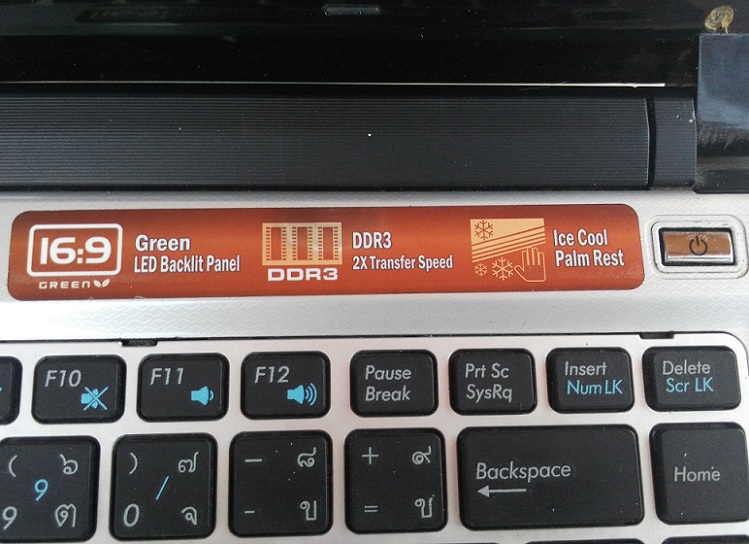 16:9
GREEN
Green
LED Backlit Panel
DDR3
DDR3
2X Transfer Speed
Ice Cool
Palm Rest
F10
F11
F12
Pause
Break
Prt Sc
SysRq
Insert
Num LK
Delete
Scr LK
( ๖
9
9 ต
) ๗
/
0 จ
– ๘
- ข
+ ๙
= ช
Backspace
Home